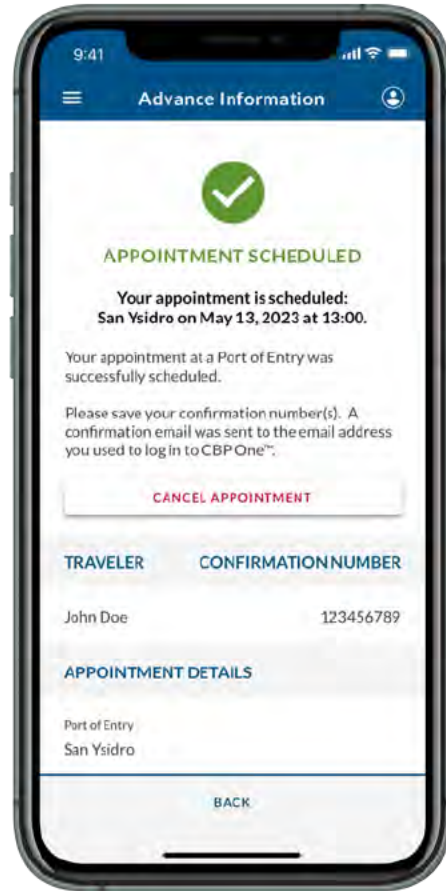 9:41
Advance Information
APPOINTMENT SCHEDULED
Your appointment is scheduled:
San Ysidro on May 13, 2023 at 13:00.
Your appointment at a Port of Entry was
successfully scheduled.
Please save your confirmation number(s). A
confirmation email was sent to the email address
you used to log in to CBP One™.
CANCEL APPOINTMENT
TRAVELER CONFIRMATION NUMBER
John Doe 123456789
APPOINTMENT DETAILS
Port of Entry
San Ysidro
BACK